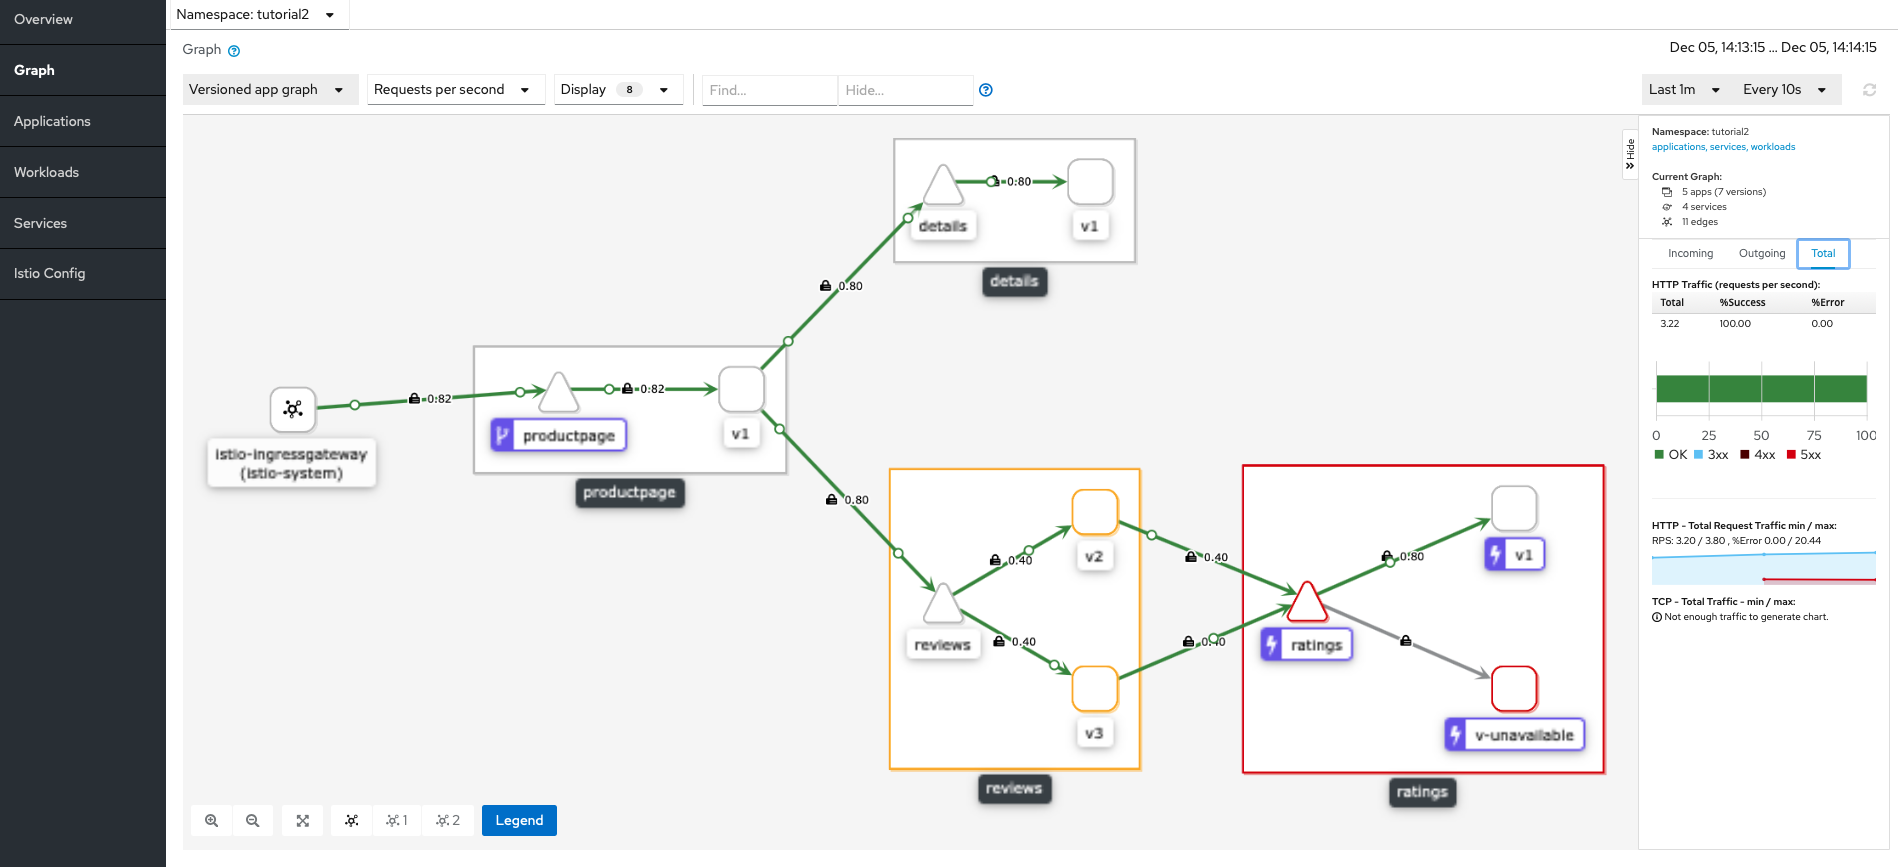 Overview
Graph
Applications
Workloads
Services
Istio Config
Namespace: tutorial2
Graph
Dec 05, 14:13:15 ... Dec 05, 14:14:15
Versioned app graph
Requests per second
Display 8
Find...
Hide...
Last 1m
Every 10s
0.80
details
v1
details
0.80
0.82
0.82
istio-ingressgateway
(istio-system)
productpage
v1
productpage
0.80
0.40
v2
0.40
reviews
0.40
v3
reviews
0.40
0.80
v1
ratings
v-unavailable
ratings
1
2
Legend
Hide
Namespace: tutorial2
applications, services, workloads
Current Graph:
5 apps (7 versions)
4 services
11 edges
Incoming Outgoing Total
HTTP Traffic (requests per second):
Total %Success %Error
3.22 100.00 0.00
0 25 50 75 100
OK 3xx 4xx 5xx
HTTP - Total Request Traffic min / max:
RPS: 3.20 / 3.80 , %Error 0.00 / 20.44
TCP - Total Traffic - min / max:
Not enough traffic to generate chart.